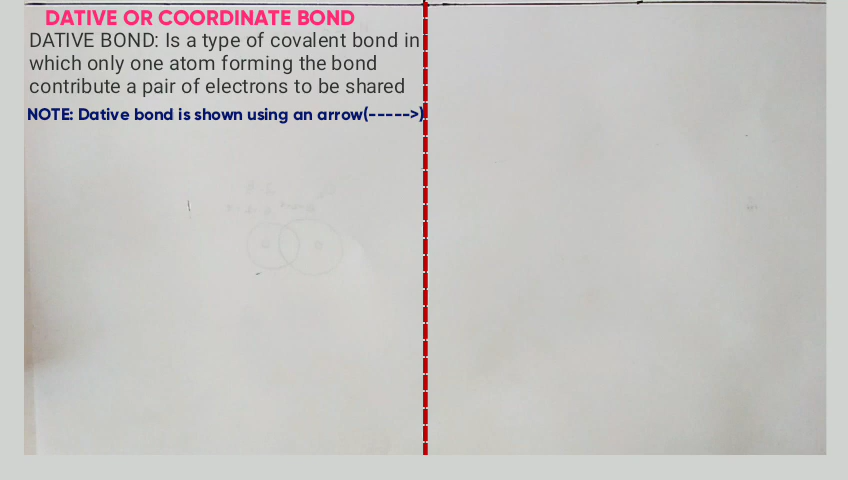 DATIVE OR COORDINATE BOND
DATIVE BOND: Is a type of covalent bond in
which only one atom forming the bond
contribute a pair of electrons to be shared
NOTE: Dative bond is shown using an arrow(----->)